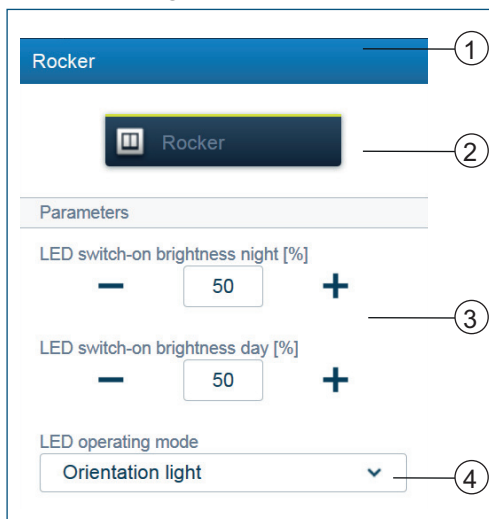 Rocker
1
Rocker
2
Parameters
LED switch-on brightness night [%]
50
3
LED switch-on brightness day [%]
50
LED operating mode
Orientation light
4